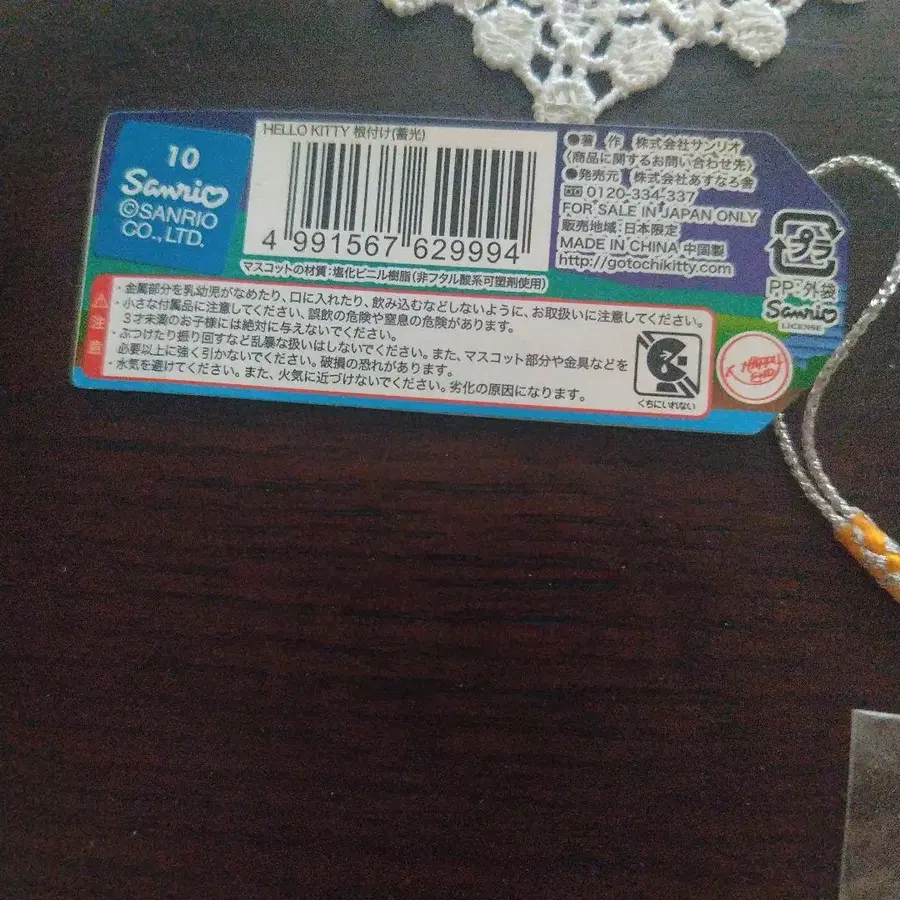 10
Sanrio
©SANRIO
CO.,LTD.
HELLO KITTY 根付け(蓄光)
4 991567 629994
マスコットの材質:塩化ビニル樹脂(非フタル酸系可塑剤使用)
●著 作 株式会社サンリオ
〈商品に関するお問い合わせ先〉
●発売元 株式会社あすなろ舎
0120-334-337
FOR SALE IN JAPAN ONLY
販売地域:日本限定
MADE IN CHINA 中国製
http://gotochikitty.com
プラ
PP:外袋
Sanrio
LICENSE
注意
・金属部分を乳幼児がなめたり、口に入れたり、飲み込むなどしないように、お取扱いに注意してください。
・小さな付属品に注意してください、誤飲の危険や窒息の危険があります。
3才未満のお子様には絶対に与えないでください。
・ぶつけたり振り回すなど乱暴な扱いはしないでください。また、マスコット部分や金具などを
必要以上に強く引かないでください。破損の恐れがあります。
・水気を避けてください。また、火気に近づけないでください。劣化の原因になります。
くちにいれない